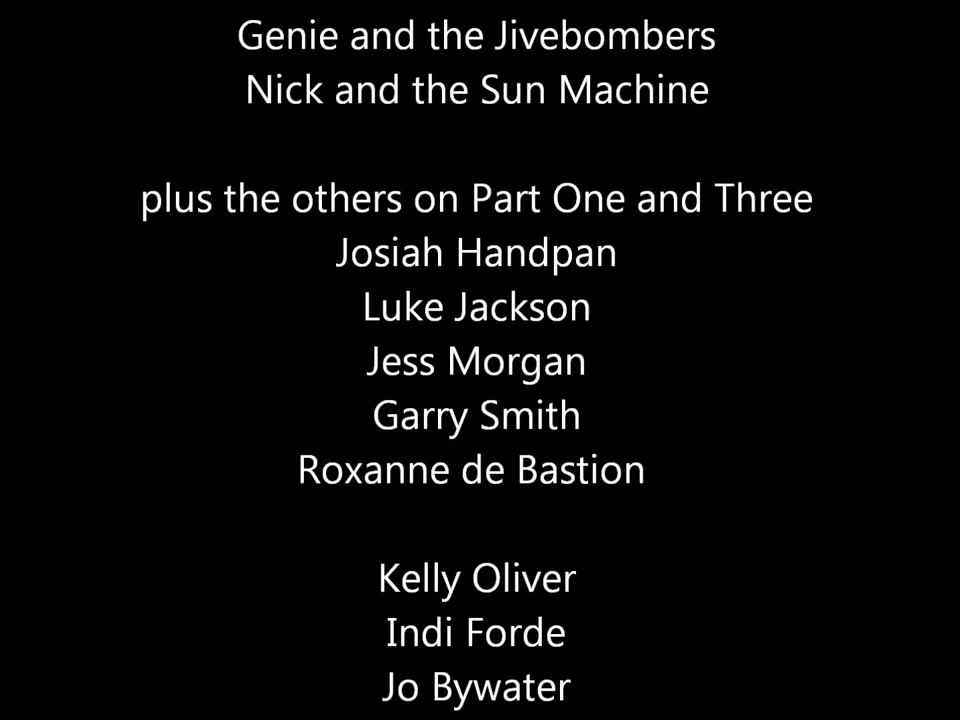 Genie and the Jivebombers
Nick and the Sun Machine
plus the others on Part One and Three
Josiah Handpan
Luke Jackson
Jess Morgan
Garry Smith
Roxanne de Bastion
Kelly Oliver
Indi Forde
Jo Bywater